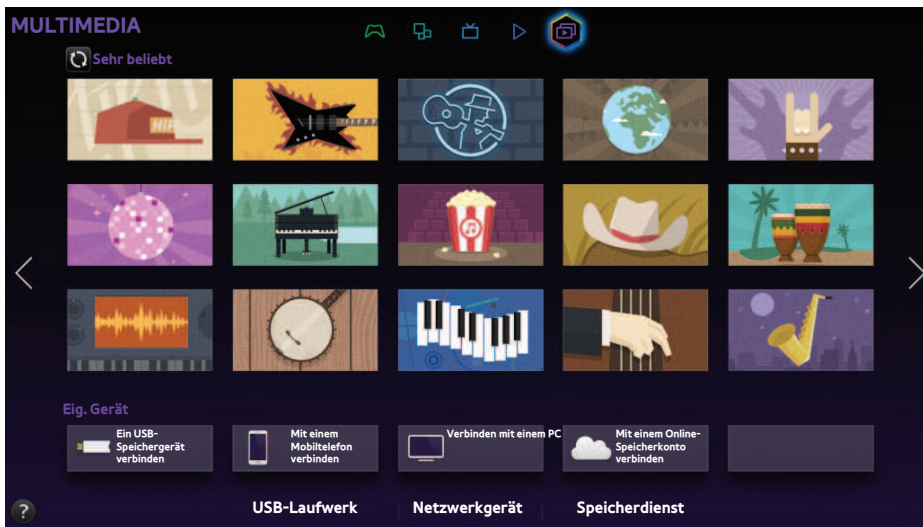 MULTIMEDIA
Sehr beliebt
HIP
Eig. Gerät
Ein USB-
Speichergerät
verbinden
Mit einem
Mobiltelefon
verbinden
Verbinden mit einem PC
Mit einem Online-
Speicherkonto
verbinden
?
USB-Laufwerk
Netzwerkgerät
Speicherdienst